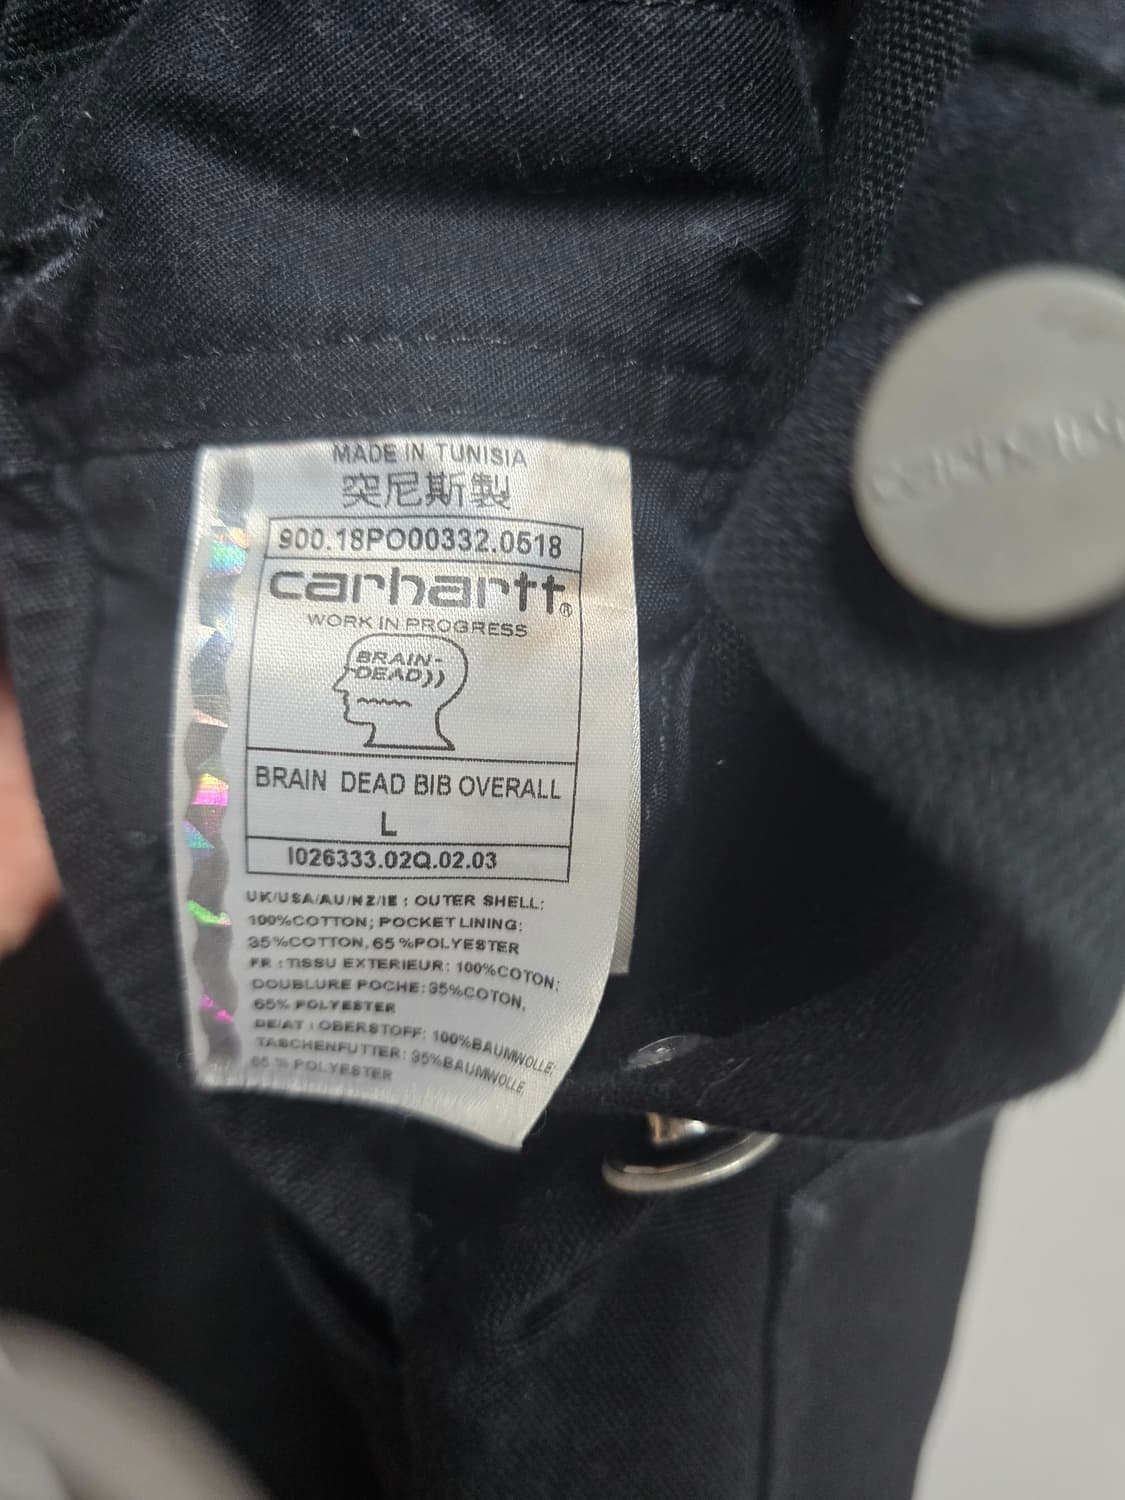 MADE IN TUNISIA
突尼斯製
900.18PO00332.0518
carhartt®
WORK IN PROGRESS
BRAIN-
DEAD))
BRAIN DEAD BIB OVERALL
L
I026333.02Q.02.03
UK/USA/AU/NZ/IE : OUTER SHELL:
100%COTTON; POCKET LINING:
35%COTTON, 65 %POLYESTER
FR : TISSU EXTERIEUR: 100%COTON;
DOUBLURE POCHE: 35%COTON,
65% POLYESTER
DE/AT : OBERSTOFF: 100%BAUMWOLLE;
TASCHENFUTTER: 35%BAUMWOLLE,
65 % POLYESTER